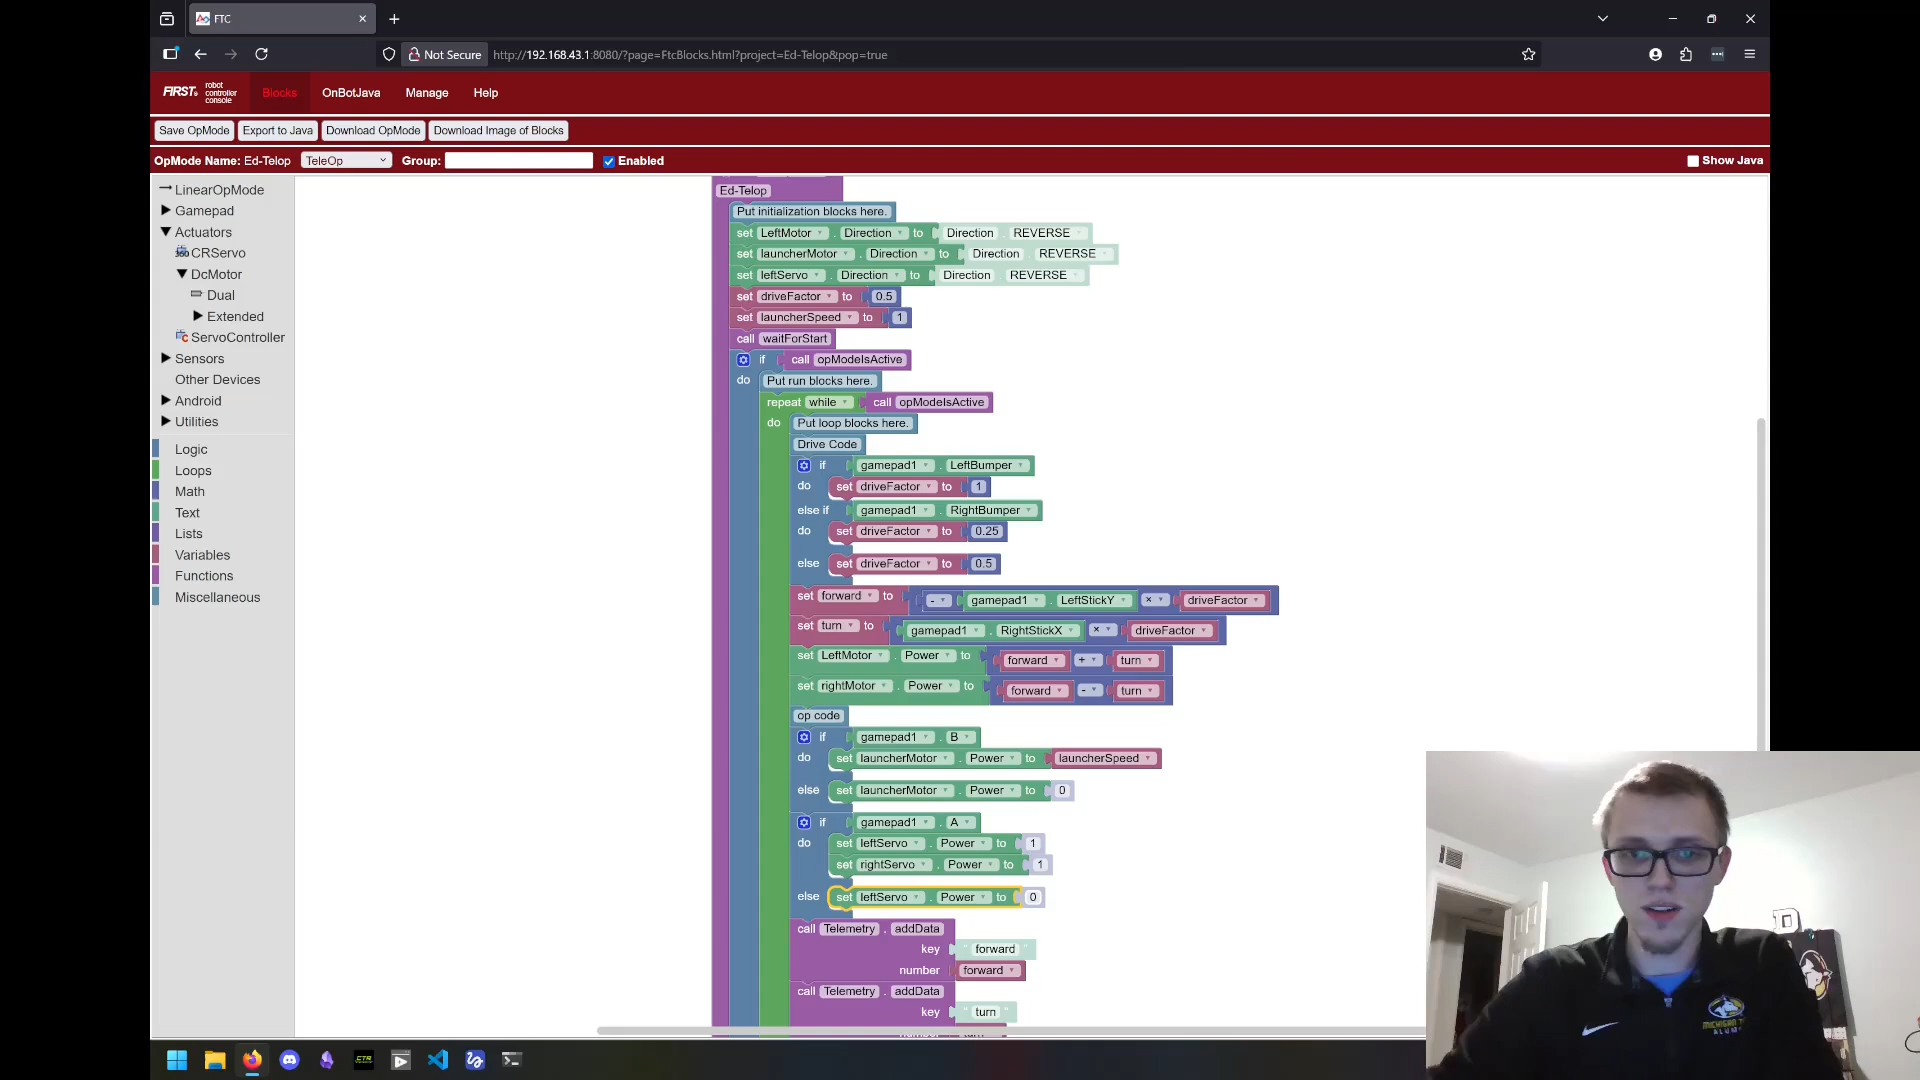 FTC
Not Secure http://192.168.43.1:8080/?page=FtcBlocks.html?project=Ed-Telop&pop=true
FIRST. robot controller console Blocks OnBotJava Manage Help
Save OpMode Export to Java Download OpMode Download Image of Blocks
OpMode Name: Ed-Telop TeleOp Group: Enabled Show Java
LinearOpMode
Gamepad
Actuators
CRServo
DcMotor
Dual
Extended
ServoController
Sensors
Other Devices
Android
Utilities
Logic
Loops
Math
Text
Lists
Variables
Functions
Miscellaneous
Ed-Telop
Put initialization blocks here.
set LeftMotor . Direction to Direction . REVERSE
set launcherMotor . Direction to Direction . REVERSE
set leftServo . Direction to Direction . REVERSE
set driveFactor to 0.5
set launcherSpeed to 1
call waitForStart
if call opModeIsActive
do Put run blocks here.
repeat while call opModeIsActive
do Put loop blocks here.
Drive Code
if gamepad1 . LeftBumper
do set driveFactor to 1
else if gamepad1 . RightBumper
do set driveFactor to 0.25
else set driveFactor to 0.5
set forward to - gamepad1 . LeftStickY × driveFactor
set turn to gamepad1 . RightStickX × driveFactor
set LeftMotor . Power to forward + turn
set rightMotor . Power to forward - turn
op code
if gamepad1 . B
do set launcherMotor . Power to launcherSpeed
else set launcherMotor . Power to 0
if gamepad1 . A
do set leftServo . Power to 1
set rightServo . Power to 1
else set leftServo . Power to 0
call Telemetry . addData
key " forward "
number forward
call Telemetry . addData
key " turn "
CTR